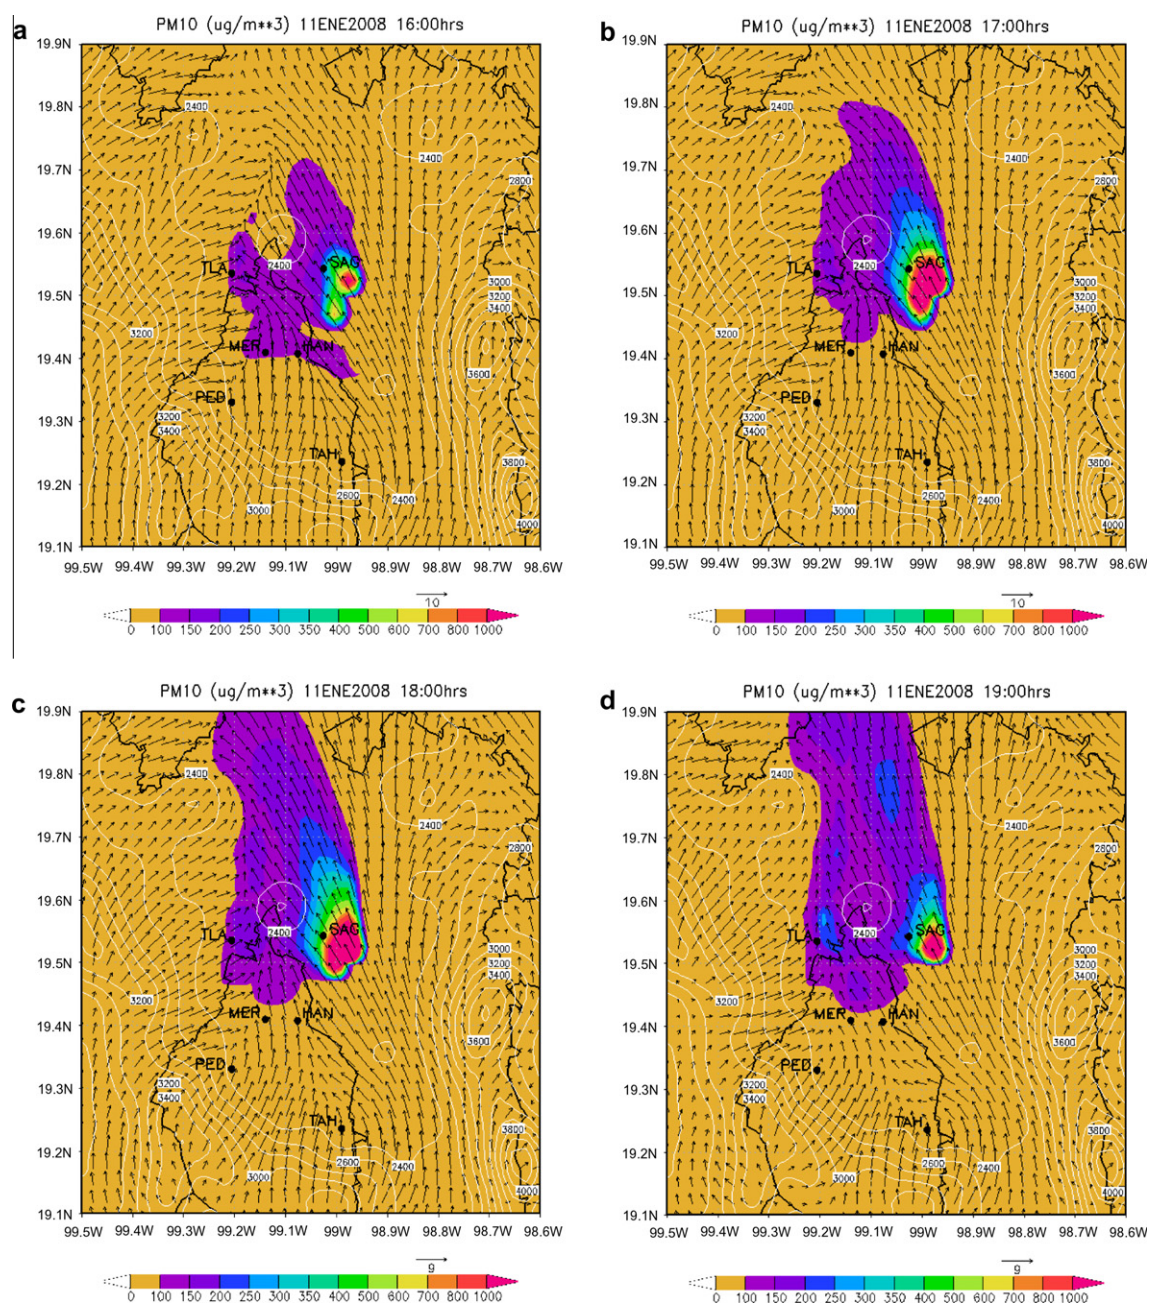 a
PM10 (ug/m**3) 11ENE2008 16:00hrs
19.9N
19.8N
19.7N
19.6N
19.5N
19.4N
19.3N
19.2N
19.1N
2400
2400
2800
TLA
SAG
2400
3000
3200
3400
3200
MER
HAN
3600
PED
3200
3400
TAH
3800
2600
2400
3000
4000
99.5W 99.4W 99.3W 99.2W 99.1W 99W 98.9W 98.8W 98.7W 98.6W
10
0 100 150 200 250 300 350 400 500 600 700 800 1000
b
PM10 (ug/m**3) 11ENE2008 17:00hrs
19.9N
19.8N
19.7N
19.6N
19.5N
19.4N
19.3N
19.2N
19.1N
2400
2400
2800
TLA
SAG
2400
3000
3200
3400
3200
MER
HAN
3600
PED
3200
3400
TAH
3800
2600
2400
3000
4000
99.5W 99.4W 99.3W 99.2W 99.1W 99W 98.9W 98.8W 98.7W 98.6W
10
0 100 150 200 250 300 350 400 500 600 700 800 1000
c
PM10 (ug/m**3) 11ENE2008 18:00hrs
19.9N
19.8N
19.7N
19.6N
19.5N
19.4N
19.3N
19.2N
19.1N
2400
2400
2800
TLA
SAG
2400
3000
3200
3400
3200
MER
HAN
3600
PED
3200
3400
TAH
3800
2600
2400
3000
4000
99.5W 99.4W 99.3W 99.2W 99.1W 99W 98.9W 98.8W 98.7W 98.6W
9
0 100 150 200 250 300 350 400 500 600 700 800 1000
d
PM10 (ug/m**3) 11ENE2008 19:00hrs
19.9N
19.8N
19.7N
19.6N
19.5N
19.4N
19.3N
19.2N
19.1N
2400
2400
2800
TLA
SAG
2400
3000
3200
3400
3200
MER
HAN
3600
PED
3200
3400
TAH
3800
2600
2400
3000
4000
99.5W 99.4W 99.3W 99.2W 99.1W 99W 98.9W 98.8W 98.7W 98.6W
9
0 100 150 200 250 300 350 400 500 600 700 800 1000